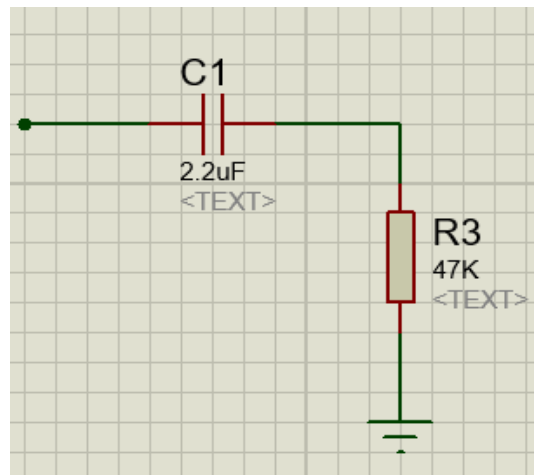 C1
2.2uF
<TEXT>
R3
47K
<TEXT>